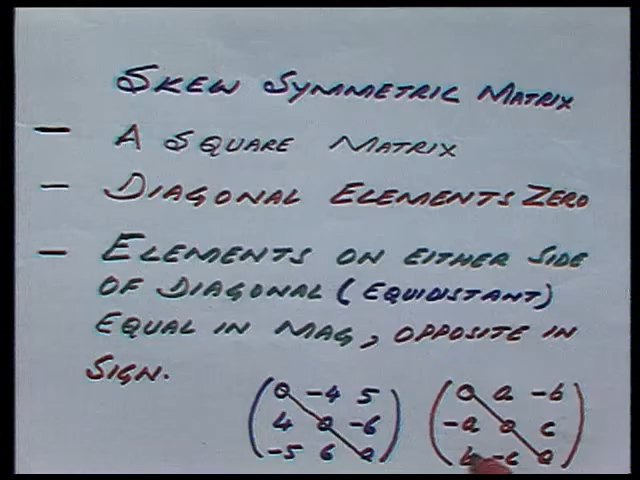 SKEW SYMMETRIC MATRIX
- A SQUARE MATRIX
- DIAGONAL ELEMENTS ZERO
- ELEMENTS ON EITHER SIDE
OF DIAGONAL (EQUIDISTANT)
EQUAL IN MAG, OPPOSITE IN
SIGN.
( 0 -4 5 ) ( 0 a -b )
( 4 0 -6 ) ( -a 0 c )
( -5 6 0 ) ( b -c 0 )